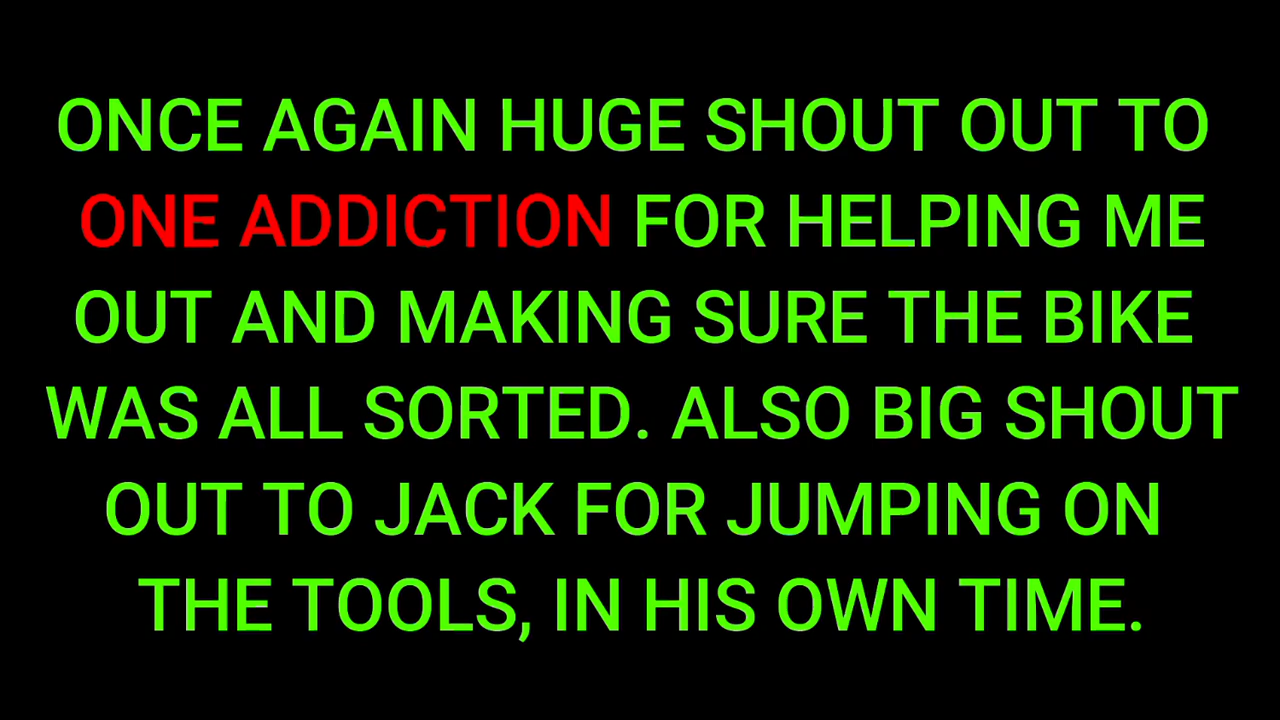 ONCE AGAIN HUGE SHOUT OUT TO
ONE ADDICTION FOR HELPING ME
OUT AND MAKING SURE THE BIKE
WAS ALL SORTED. ALSO BIG SHOUT
OUT TO JACK FOR JUMPING ON
THE TOOLS, IN HIS OWN TIME.